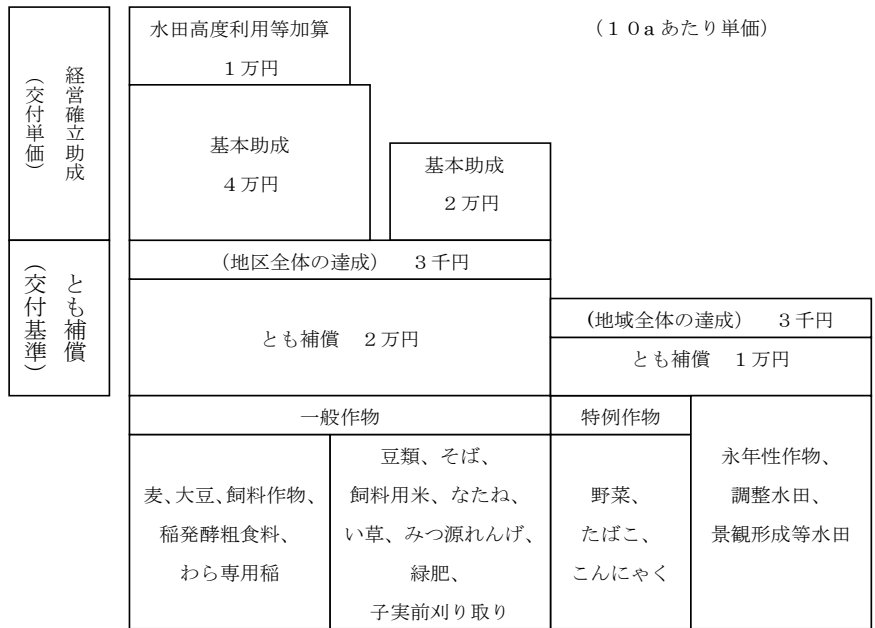 水田高度利用等加算
１万円
（１０aあたり単価）
経営確立助成
（交付単価）
基本助成
４万円
基本助成
２万円
とも補償
（交付基準）
（地区全体の達成）　３千円
とも補償　２万円
(地域全体の達成）　３千円
とも補償　１万円
一般作物
特例作物
麦、大豆、飼料作物、
稲発酵粗食料、
わら専用稲
豆類、そば、
飼料用米、なたね、
い草、みつ源れんげ、
緑肥、
子実前刈り取り
野菜、
たばこ、
こんにゃく
永年性作物、
調整水田、
景観形成等水田